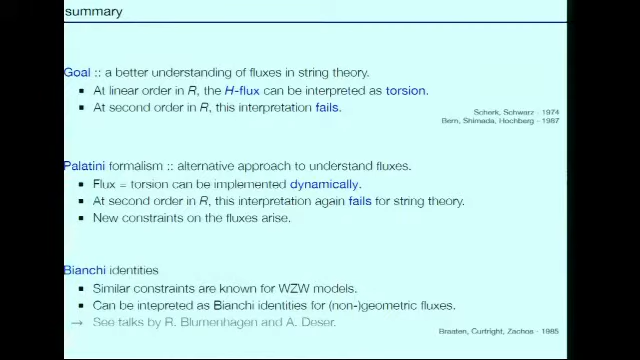 summary
Goal :: a better understanding of fluxes in string theory.
■ At linear order in R, the H-flux can be interpreted as torsion.
■ At second order in R, this interpretation fails.
Scherk, Schwarz - 1974
Bern, Shimada, Hochberg - 1987
Palatini formalism :: alternative approach to understand fluxes.
■ Flux = torsion can be implemented dynamically.
■ At second order in R, this interpretation again fails for string theory.
■ New constraints on the fluxes arise.
Bianchi identities
■ Similar constraints are known for WZW models.
■ Can be intepreted as Bianchi identities for (non-)geometric fluxes.
→ See talks by R. Blumenhagen and A. Deser.
Braaten, Curtright, Zachos - 1985